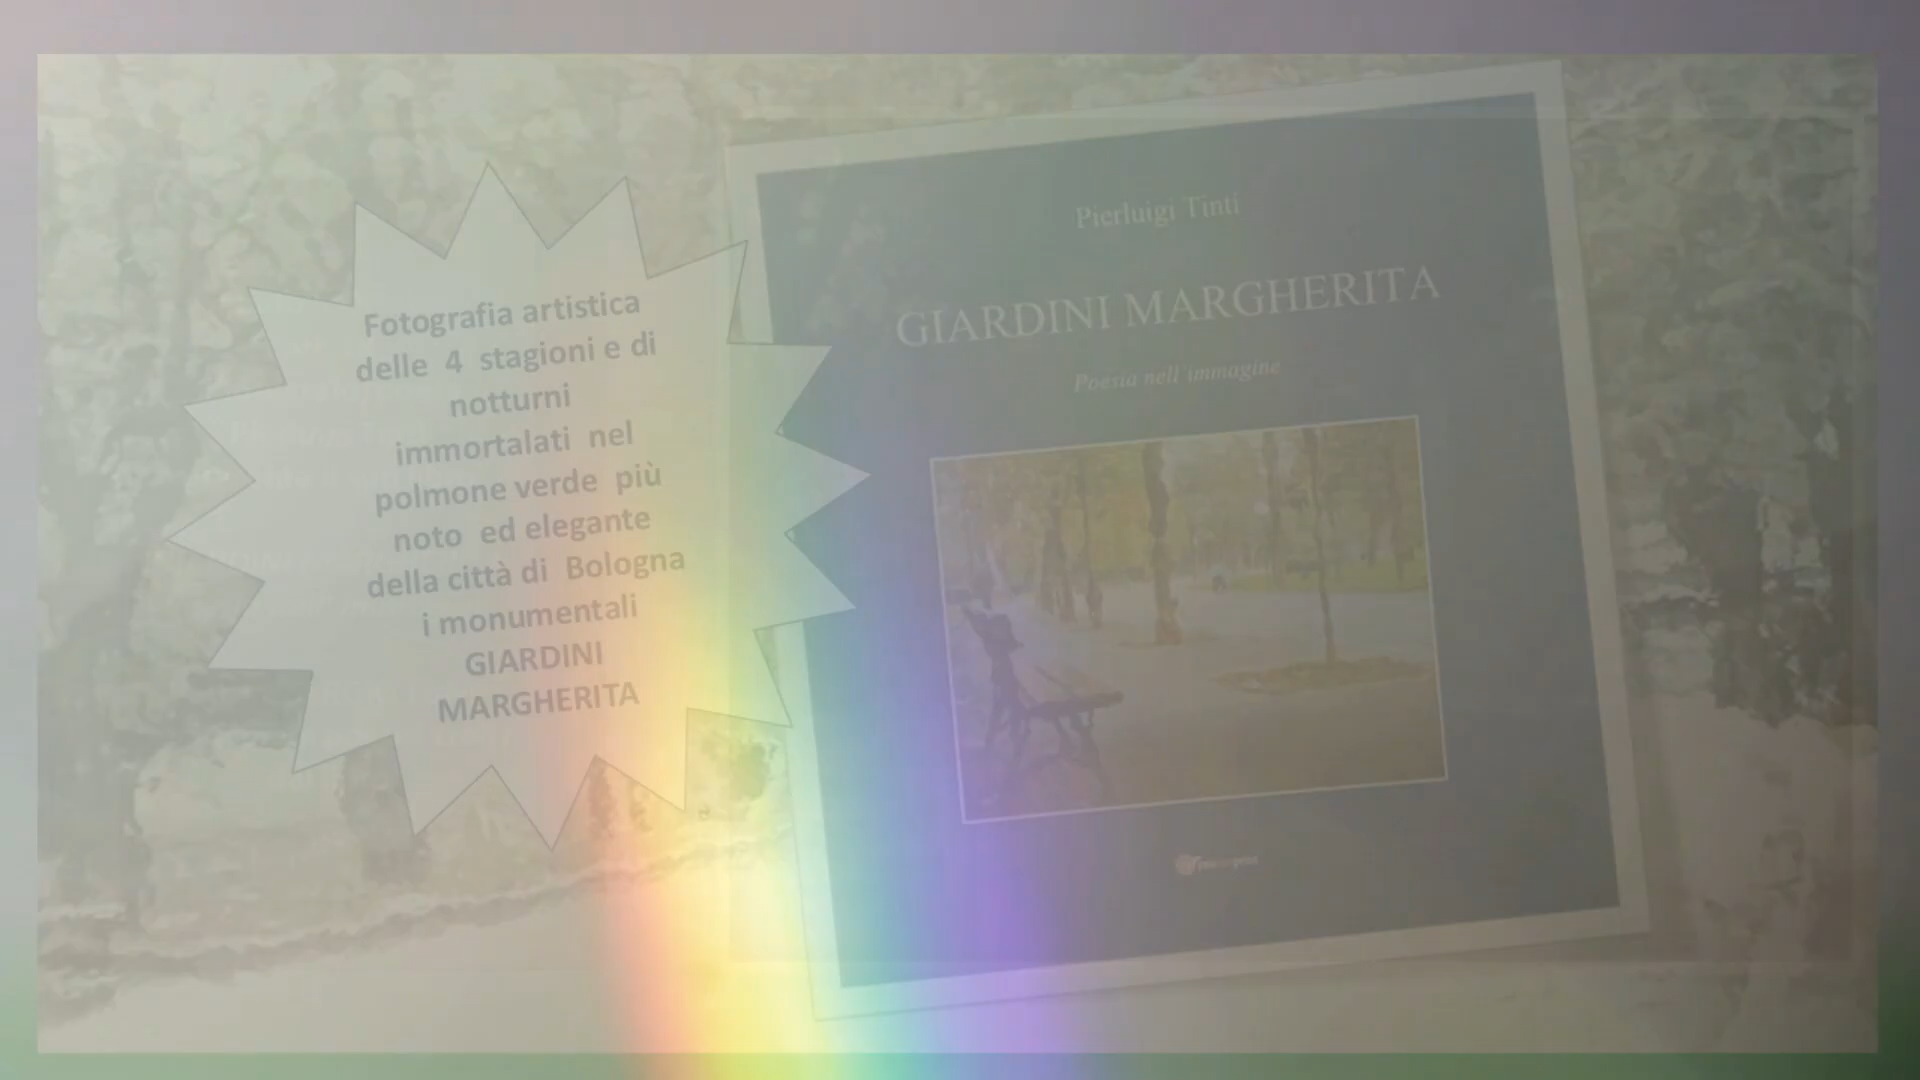 Fotografia artistica
delle 4 stagioni e di
notturni
immortalati nel
polmone verde più
noto ed elegante
della città di Bologna
i monumentali
GIARDINI
MARGHERITA
Pierluigi Tinti
GIARDINI MARGHERITA
Poesia nell'immagine